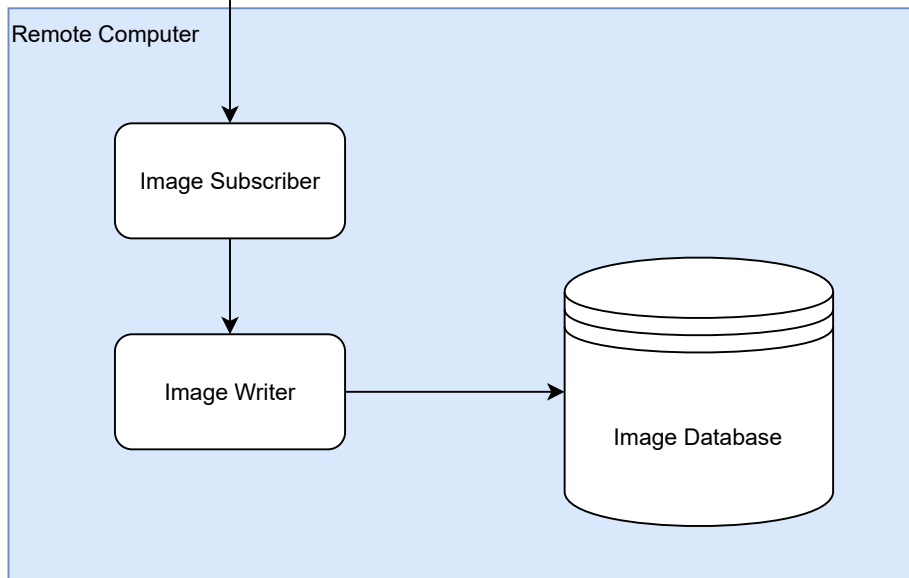 Remote Computer
Image Subscriber
Image Writer
Image Database